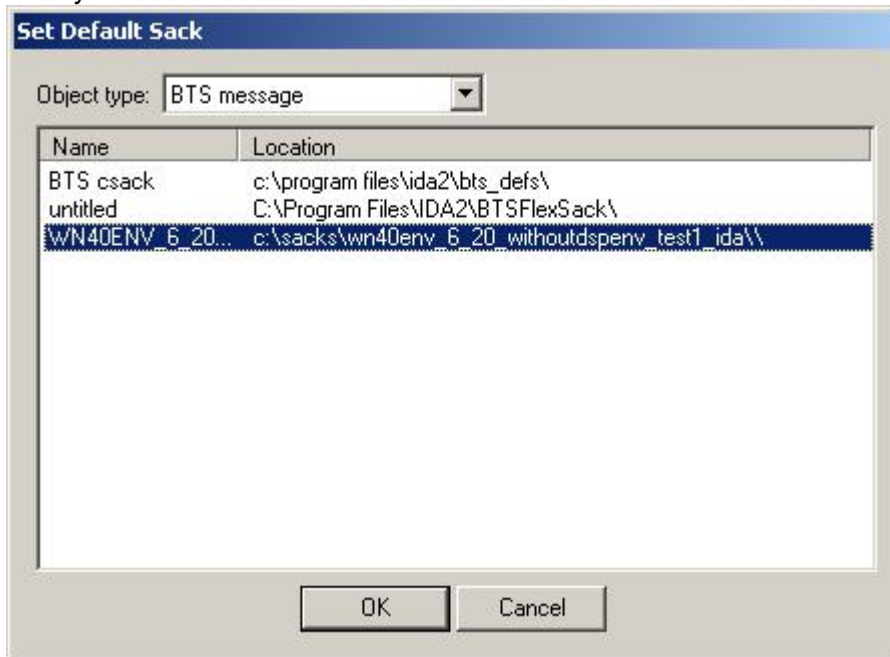 Set Default Sack
Object type: BTS message
Name Location
BTS csack c:\program files\ida2\bts_defs\
untitled C:\Program Files\IDA2\BTSFlexSack\
WN40ENV_6_20... c:\sacks\wn40env_6_20_withoutdspenv_test1_ida\\
OK Cancel